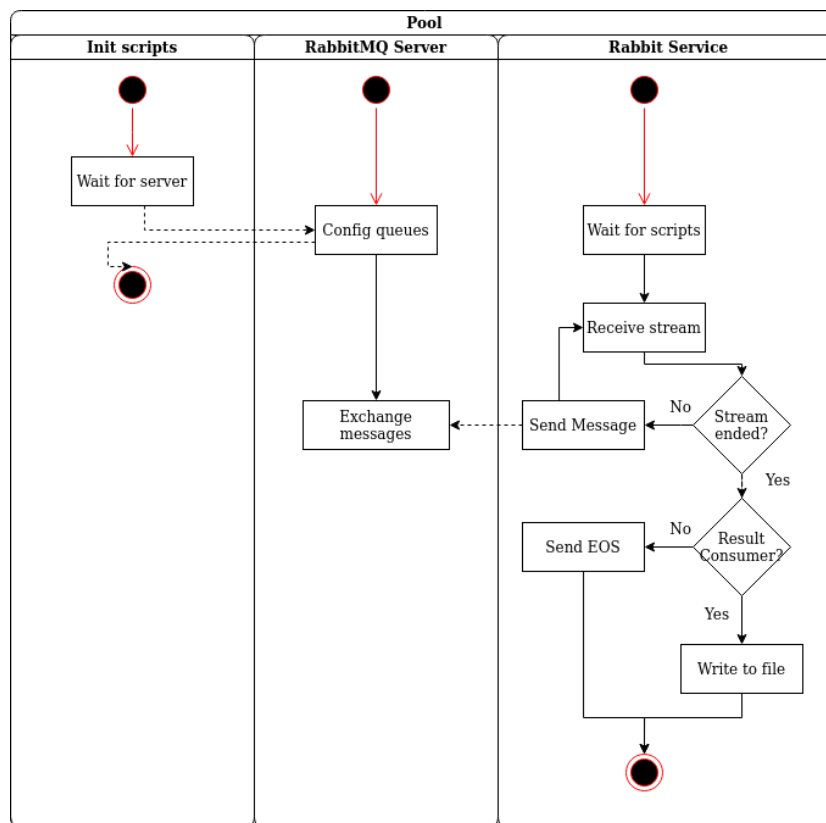 Pool
Init scripts
RabbitMQ Server
Rabbit Service
Wait for server
Config queues
Wait for scripts
Receive stream
Exchange
messages
Send Message
No
Stream
ended?
Yes
Send EOS
No
Result
Consumer?
Yes
Write to file